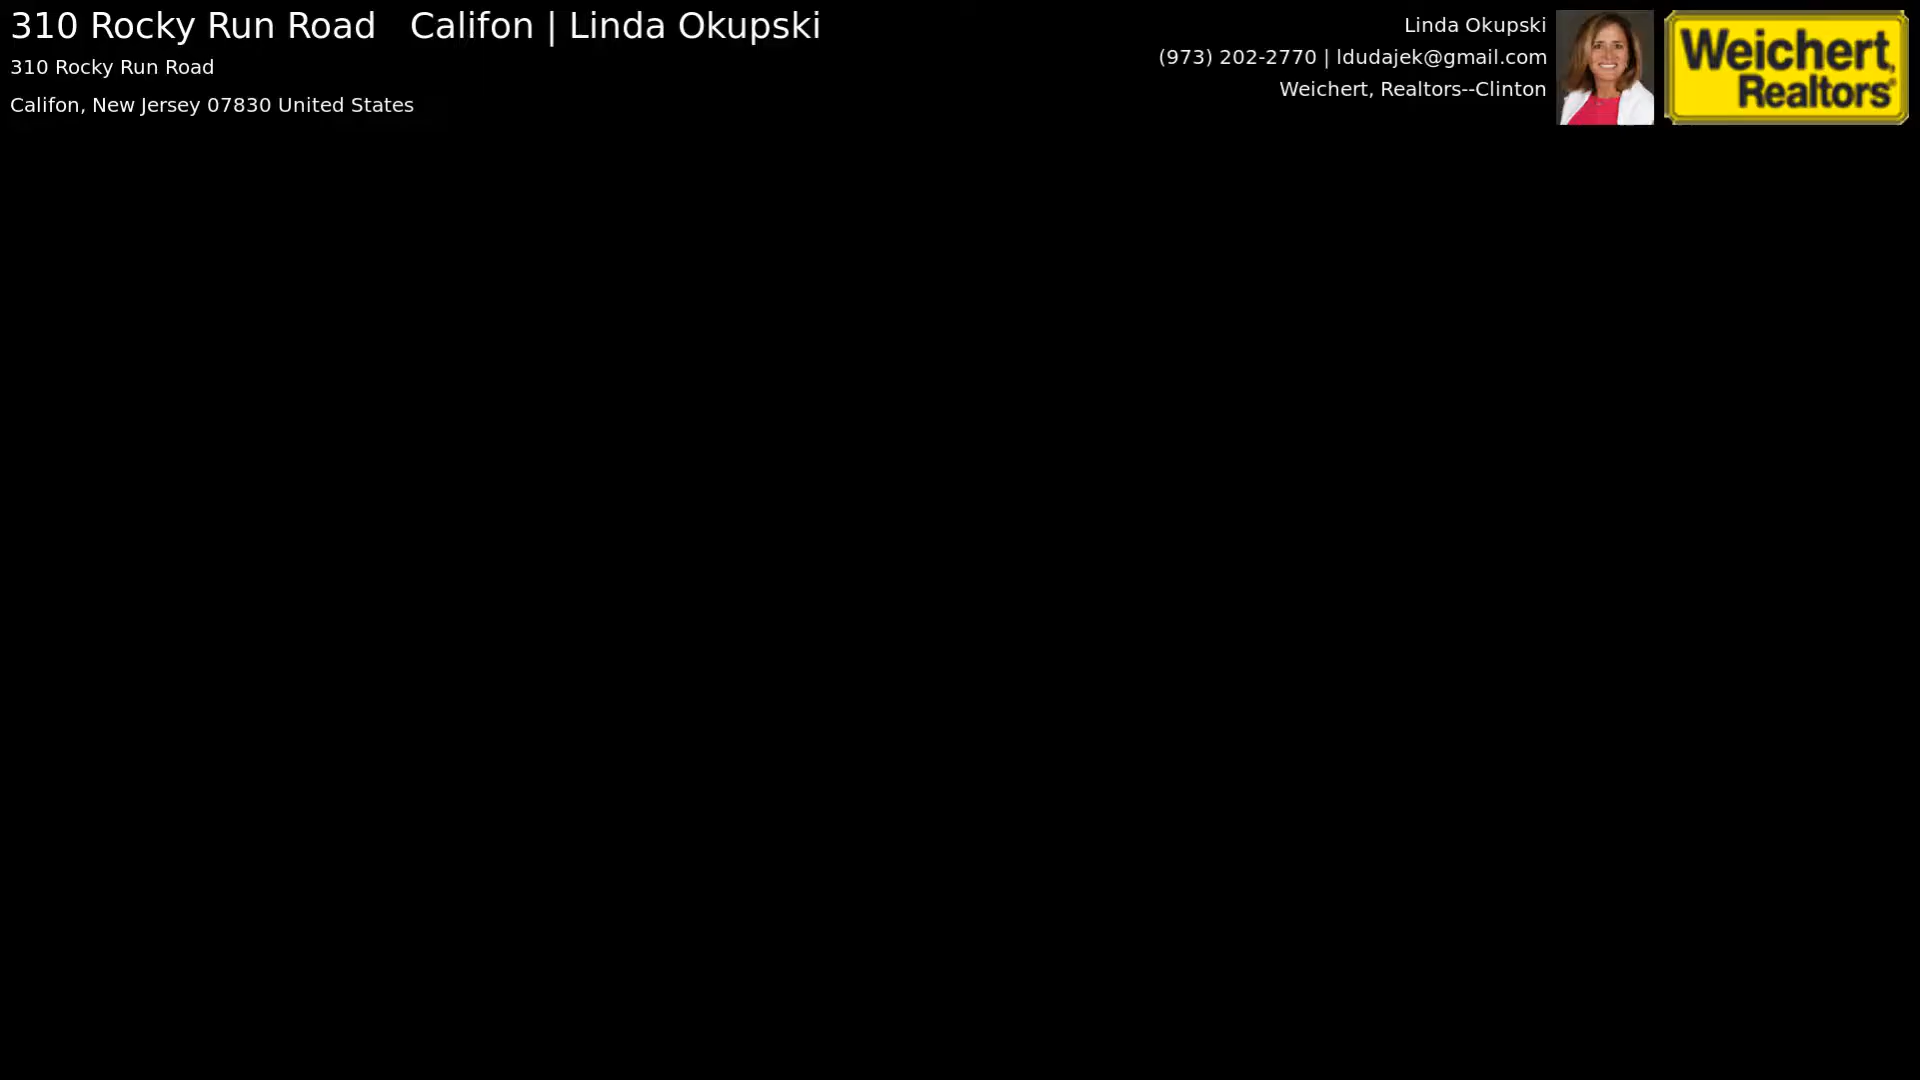 310 Rocky Run Road   Califon | Linda Okupski
310 Rocky Run Road
Califon, New Jersey 07830 United States
Linda Okupski
(973) 202-2770 | ldudajek@gmail.com
Weichert, Realtors--Clinton
Weichert,
Realtors®